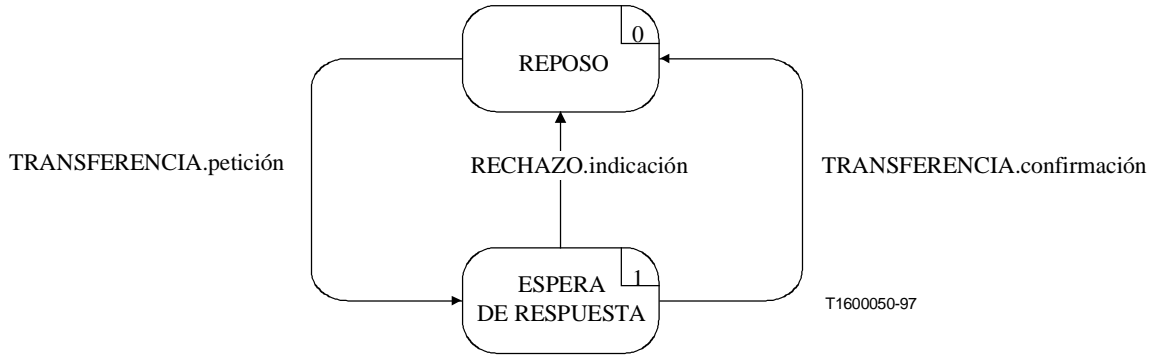 0
REPOSO
TRANSFERENCIA.petición
RECHAZO.indicación
TRANSFERENCIA.confirmación
1
ESPERA
DE RESPUESTA
T1600050-97